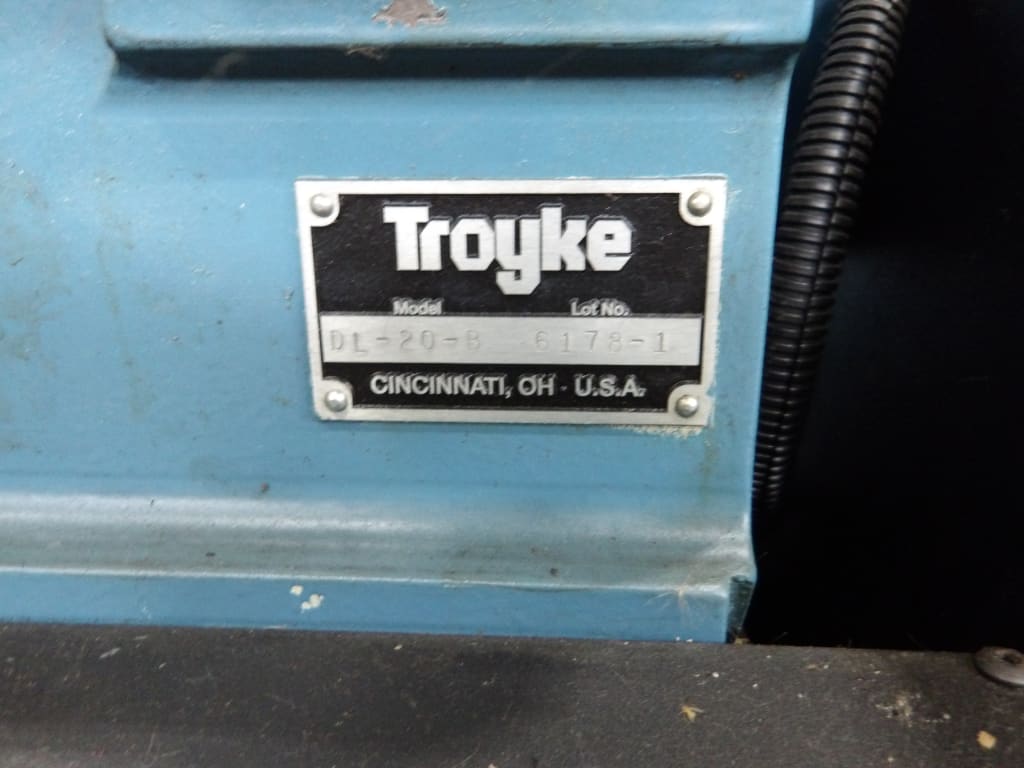 Troyke
Model Lot No.
DL-20-B 6178-1
CINCINNATI, OH · U.S.A.